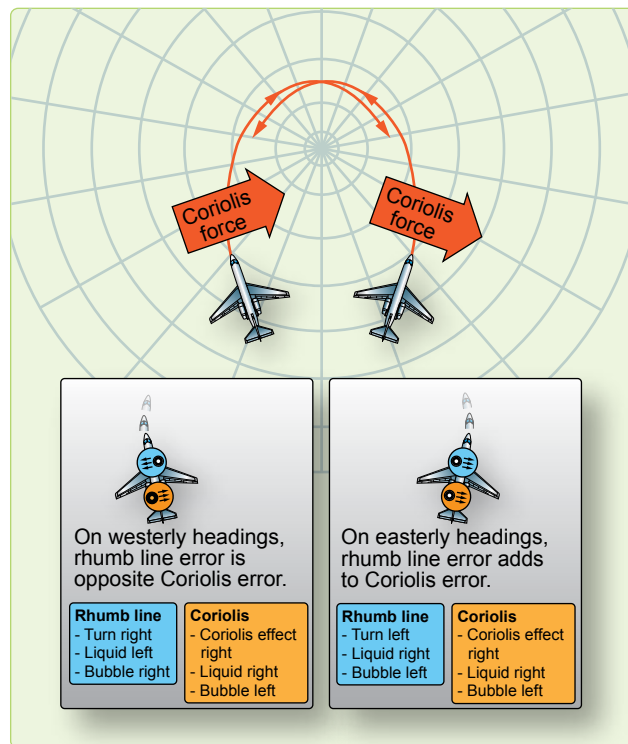 Coriolis
force
Coriolis
force
On westerly headings,
rhumb line error is
opposite Coriolis error.
Rhumb line
- Turn right
- Liquid left
- Bubble right
Coriolis
- Coriolis effect
right
- Liquid right
- Bubble left
On easterly headings,
rhumb line error adds
to Coriolis error.
Rhumb line
- Turn left
- Liquid right
- Bubble left
Coriolis
- Coriolis effect
right
- Liquid right
- Bubble left